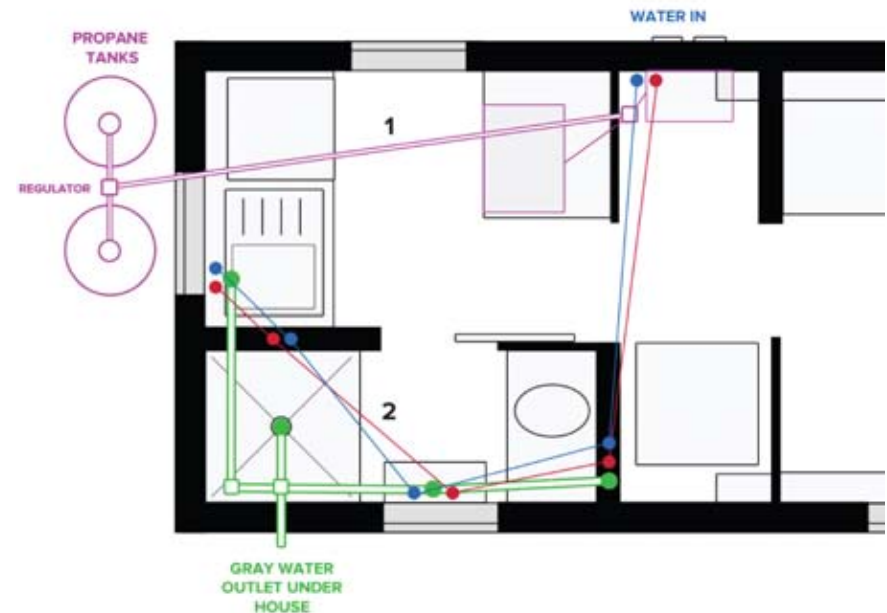 WATER IN
PROPANE
TANKS
1
REGULATOR
2
GRAY WATER
OUTLET UNDER
HOUSE